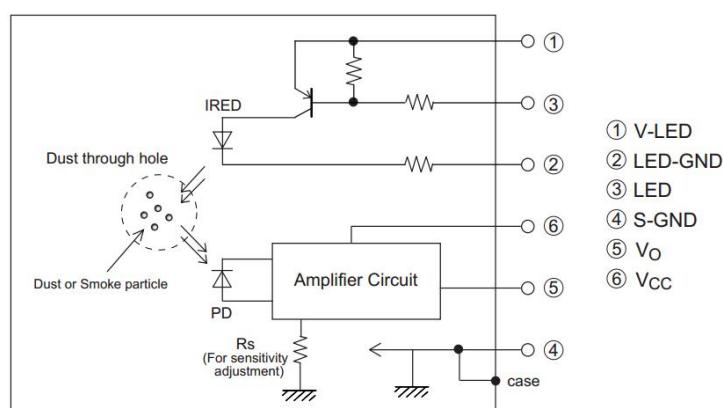 ①
IRED
③
Dust through hole
②
⑥
Amplifier Circuit
⑤
Dust or Smoke particle
PD
Rs
(For sensitivity
adjustment)
④
case
① V-LED
② LED-GND
③ LED
④ S-GND
⑤ VO
⑥ VCC